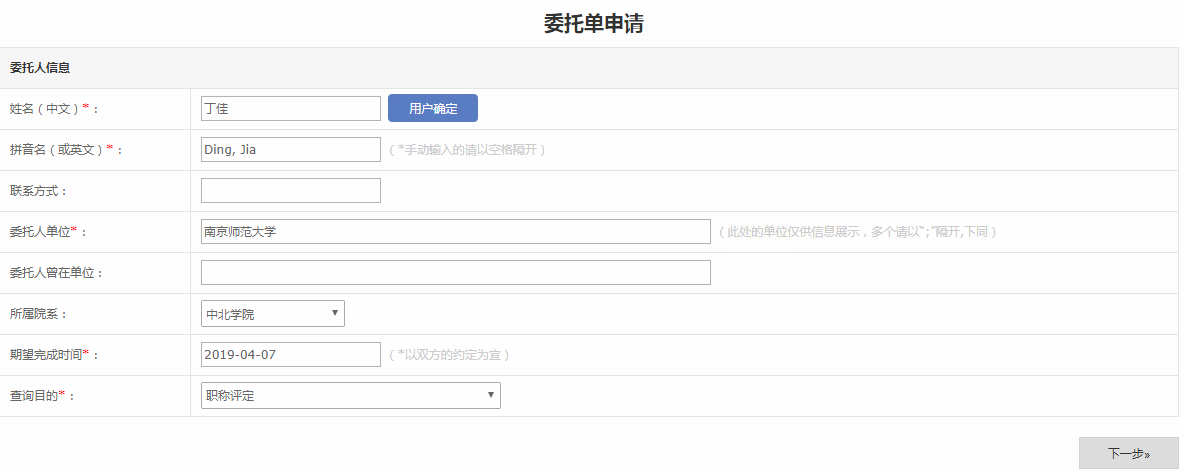 委托单申请
委托人信息
姓名（中文）*： 丁佳 用户确定
拼音名（或英文）*： Ding, Jia （*手动输入的请以空格隔开）
联系方式：
委托人单位*： 南京师范大学 （此处的单位仅供信息展示，多个请以“;”隔开,下同）
委托人曾在单位：
所属院系： 中北学院
期望完成时间*： 2019-04-07 （*以双方的约定为宜）
查询目的*： 职称评定
下一步»